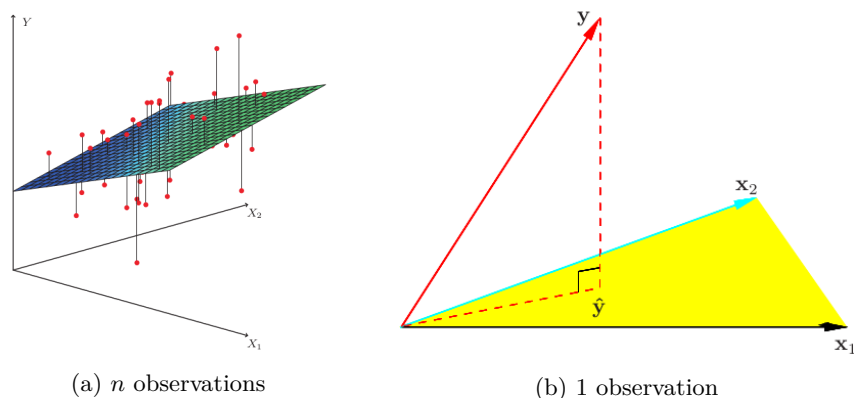 Y
X₂
X₁
(a) n observations
y
x₂
ŷ
x₁
(b) 1 observation